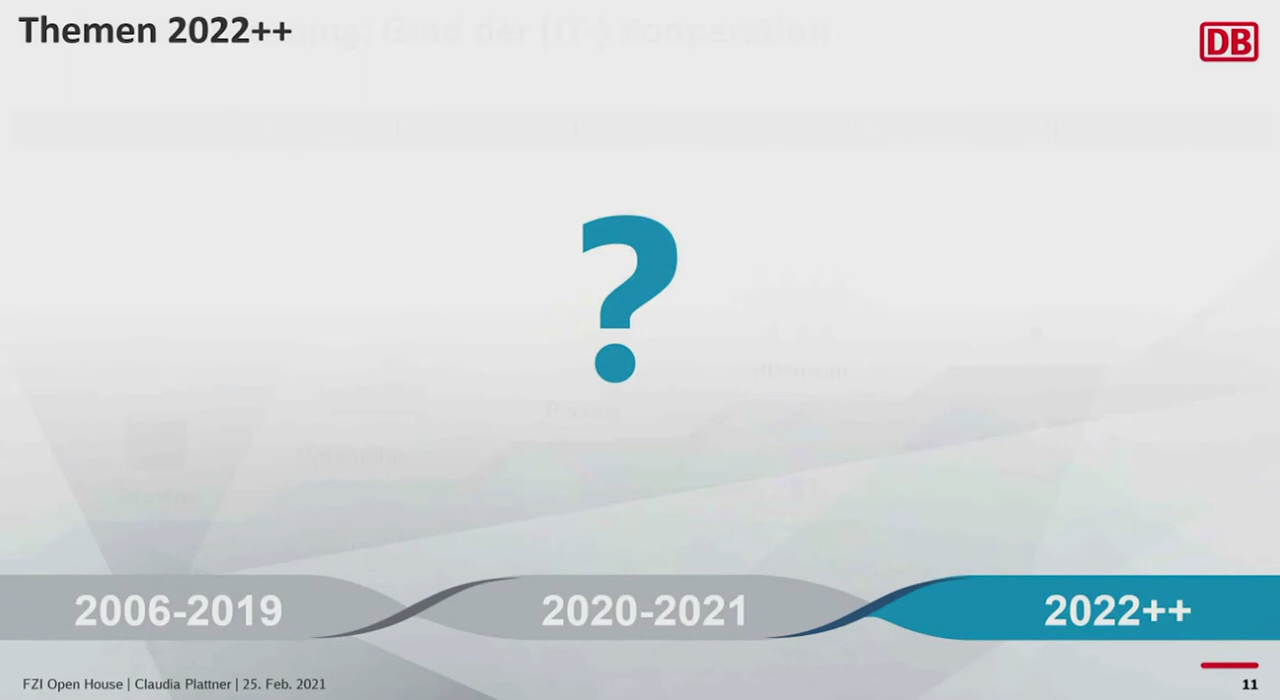 Themen 2022++
DB
?
2006-2019
2020-2021
2022++
FZI Open House | Claudia Plattner | 25. Feb. 2021
11